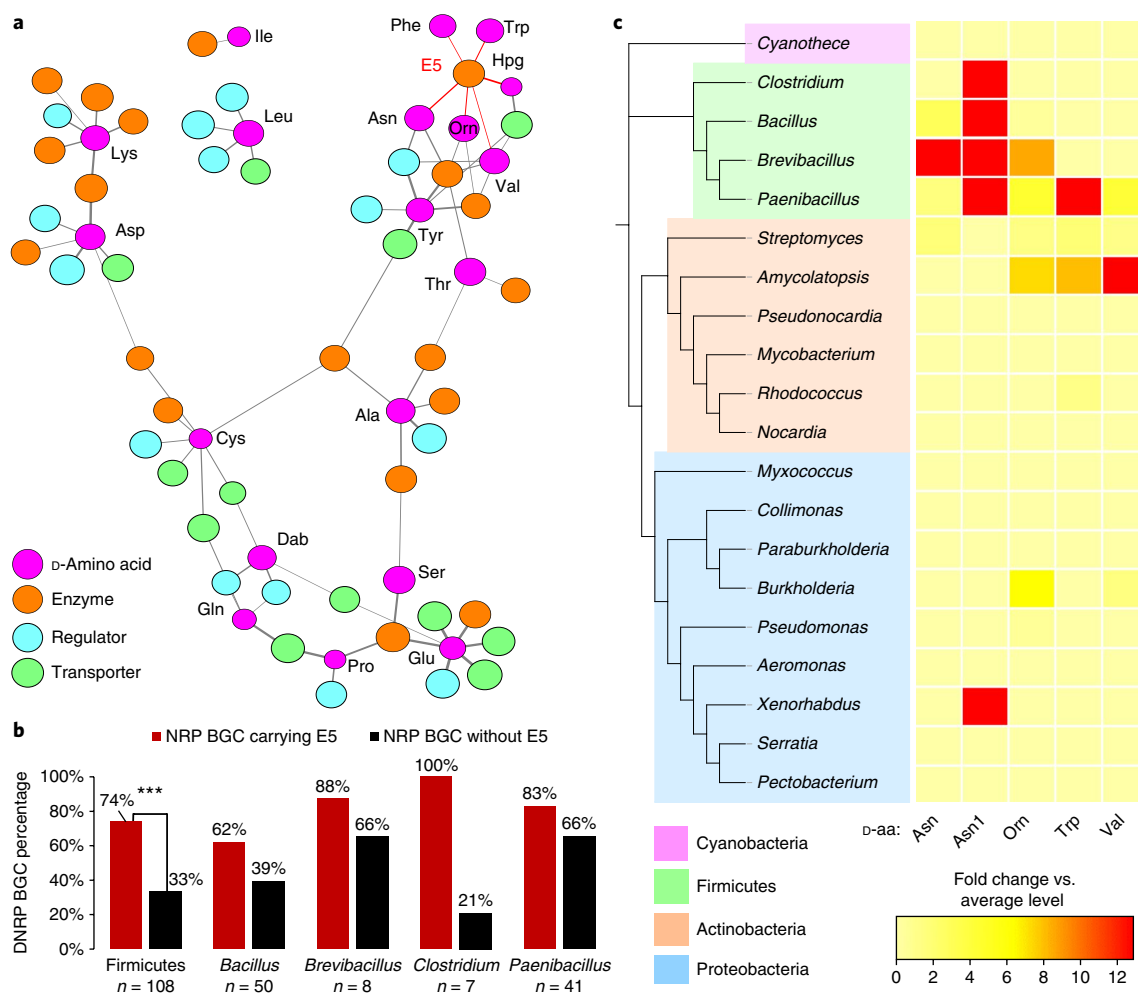 a
Phe
Trp
Ile
E5
Hpg
Leu
Asn
Orn
Lys
Val
Asp
Tyr
Thr
Ala
Cys
Dab
Ser
Gln
Glu
Pro
D-Amino acid
Enzyme
Regulator
Transporter
b
NRP BGC carrying E5
NRP BGC without E5
DNRP BGC percentage
100%
80%
60%
40%
20%
0%
74%
***
33%
62%
39%
88%
66%
100%
21%
83%
66%
Firmicutes
n = 108
Bacillus
n = 50
Brevibacillus
n = 8
Clostridium
n = 7
Paenibacillus
n = 41
c
Cyanothece
Clostridium
Bacillus
Brevibacillus
Paenibacillus
Streptomyces
Amycolatopsis
Pseudonocardia
Mycobacterium
Rhodococcus
Nocardia
Myxococcus
Collimonas
Paraburkholderia
Burkholderia
Pseudomonas
Aeromonas
Xenorhabdus
Serratia
Pectobacterium
D-aa: Asn Asn1 Orn Trp Val
Cyanobacteria
Firmicutes
Actinobacteria
Proteobacteria
Fold change vs.
average level
0 2 4 6 8 10 12